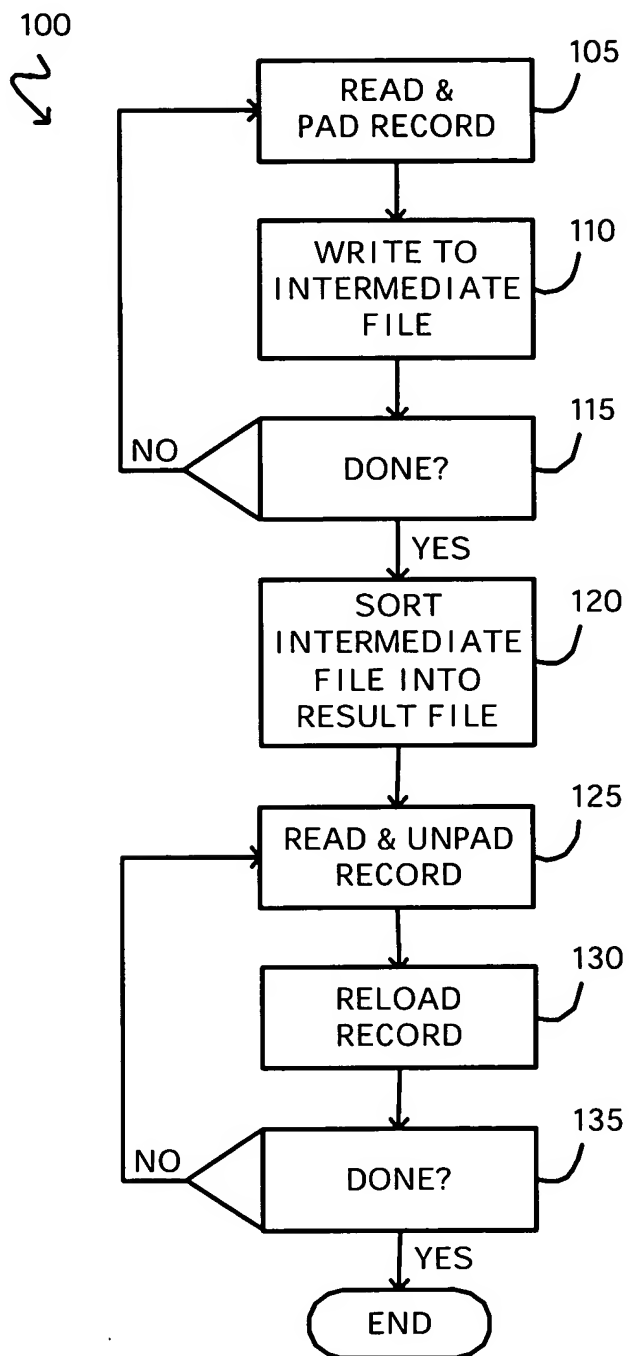 100
105
READ &
PAD RECORD
110
WRITE TO
INTERMEDIATE
FILE
115
NO
DONE?
YES
120
SORT
INTERMEDIATE
FILE INTO
RESULT FILE
125
READ & UNPAD
RECORD
130
RELOAD
RECORD
135
NO
DONE?
YES
END